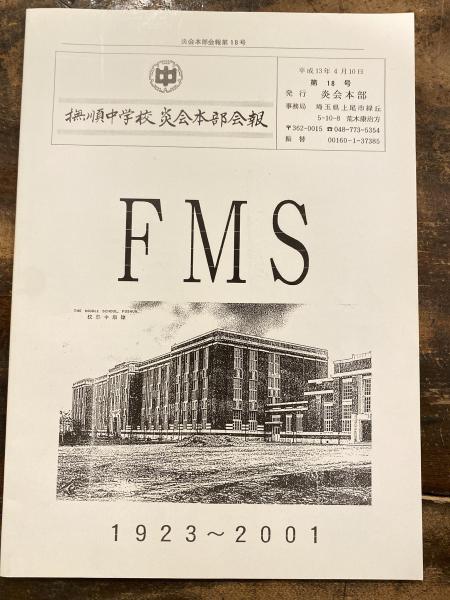 炎会本部会報第18号
中
撫順中学校 炎会本部会報
平成13年4月10日
第 18 号
発行 炎会本部
事務局 埼玉県上尾市緑丘
5-10-8 荒木康治方
〒362-0015 ☎048-773-5354
振替 00160-1-37385
FMS
THE MIDDLE SCHOOL, FUSHUN.
校学中順撫
1923～2001